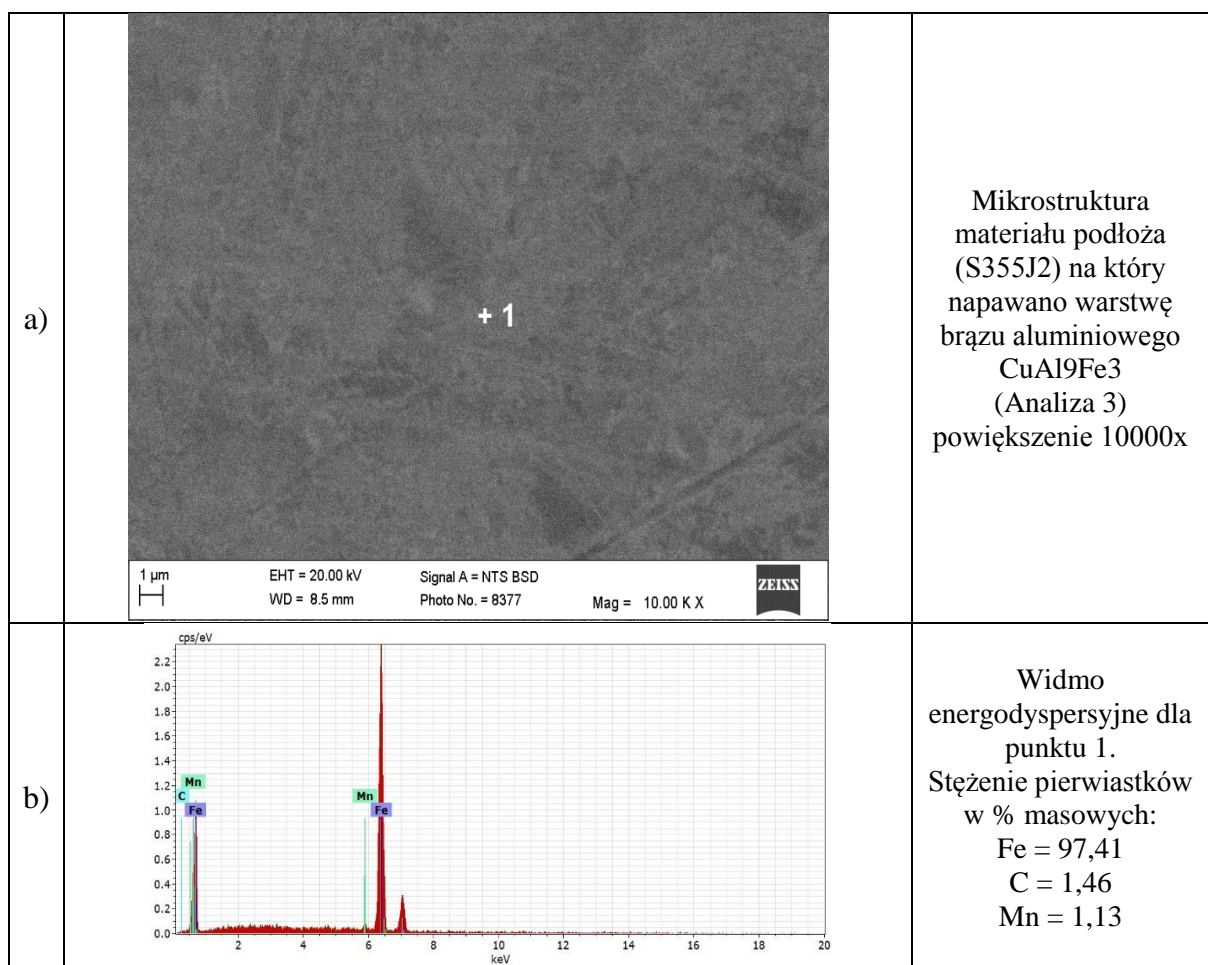 a)
+ 1
1 µm
EHT = 20.00 kV
Signal A = NTS BSD
WD = 8.5 mm
Photo No. = 8377
Mag = 10.00 K X
ZEISS
Mikrostruktura
materiału podłoża
(S355J2) na który
napawano warstwę
brązu aluminiowego
CuAl9Fe3
(Analiza 3)
powiększenie 10000x
b)
cps/eV
2.2
2.0
1.8
1.6
1.4
1.2
1.0
0.8
0.6
0.4
0.2
0.0
Mn
C
Fe
Mn
Fe
2 4 6 8 10 12 14 16 18 20
keV
Widmo
energodyspersyjne dla
punktu 1.
Stężenie pierwiastków
w % masowych:
Fe = 97,41
C = 1,46
Mn = 1,13